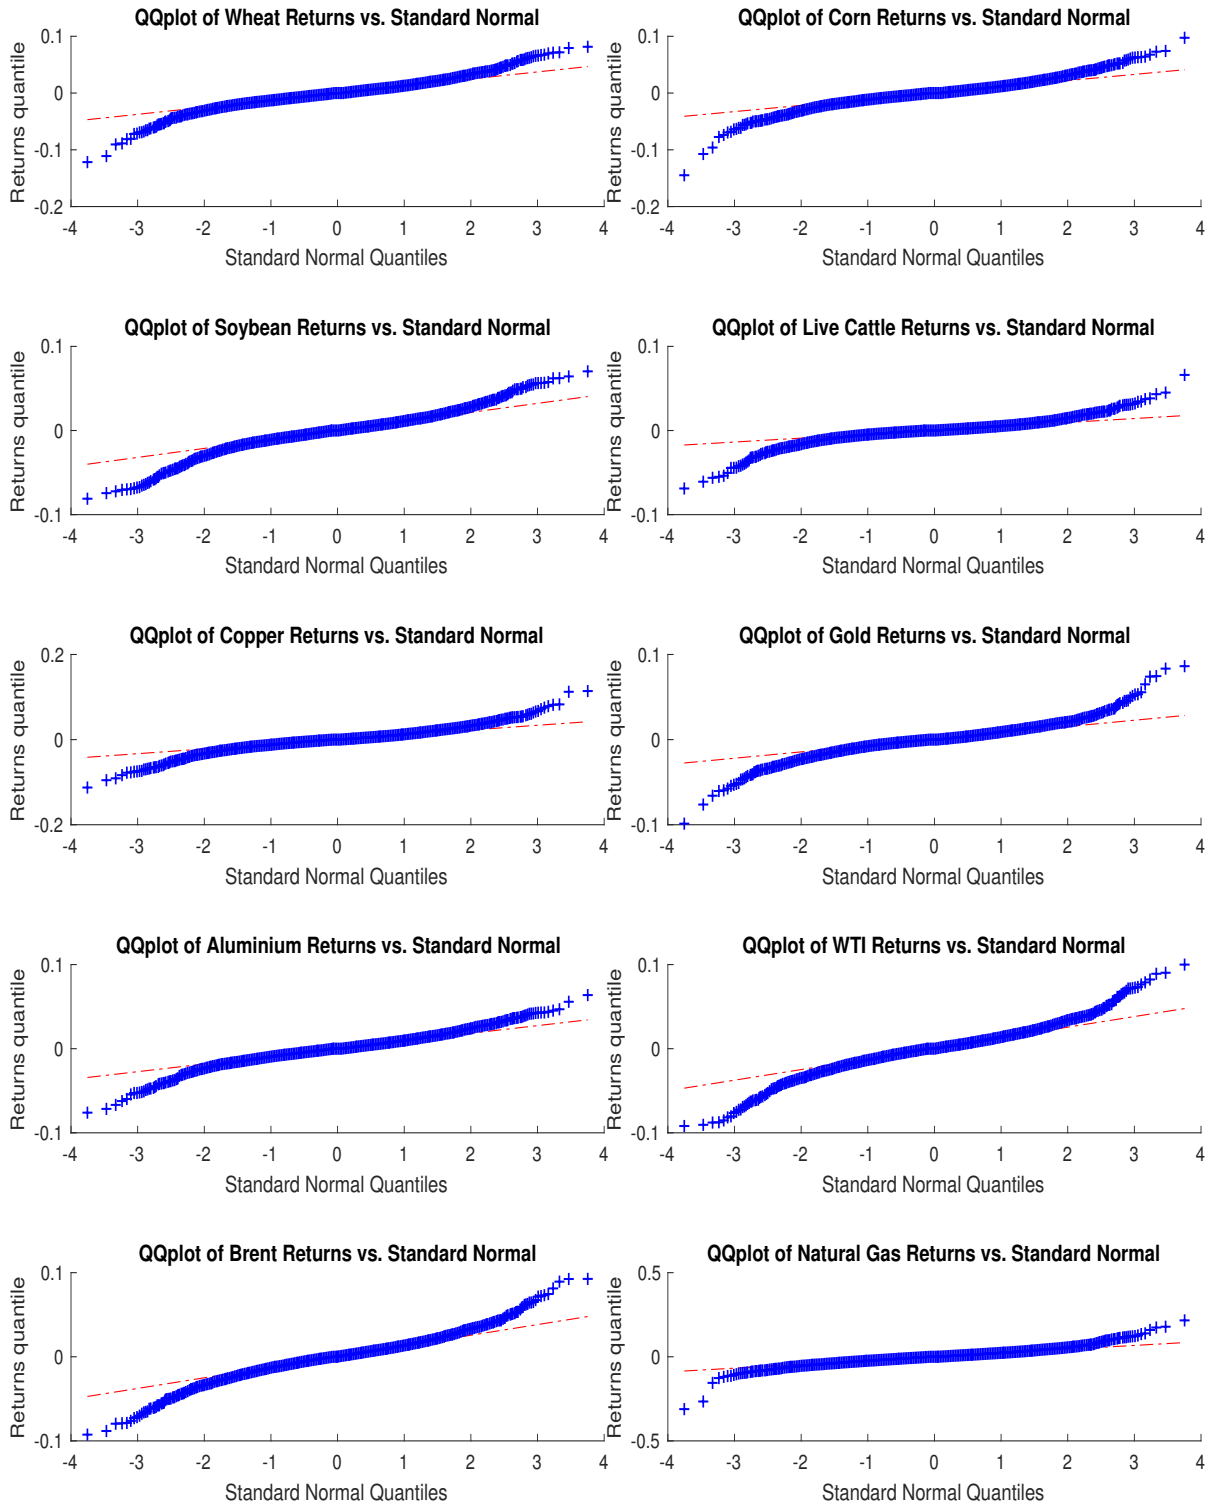 QQplot of Wheat Returns vs. Standard Normal
Returns quantile
0.1
0
-0.1
-0.2
-4 -3 -2 -1 0 1 2 3 4
Standard Normal Quantiles
QQplot of Corn Returns vs. Standard Normal
Returns quantile
0.1
0
-0.1
-0.2
-4 -3 -2 -1 0 1 2 3 4
Standard Normal Quantiles
QQplot of Soybean Returns vs. Standard Normal
Returns quantile
0.1
0
-0.1
-4 -3 -2 -1 0 1 2 3 4
Standard Normal Quantiles
QQplot of Live Cattle Returns vs. Standard Normal
Returns quantile
0.1
0
-0.1
-4 -3 -2 -1 0 1 2 3 4
Standard Normal Quantiles
QQplot of Copper Returns vs. Standard Normal
Returns quantile
0.2
0
-0.2
-4 -3 -2 -1 0 1 2 3 4
Standard Normal Quantiles
QQplot of Gold Returns vs. Standard Normal
Returns quantile
0.1
0
-0.1
-4 -3 -2 -1 0 1 2 3 4
Standard Normal Quantiles
QQplot of Aluminium Returns vs. Standard Normal
Returns quantile
0.1
0
-0.1
-4 -3 -2 -1 0 1 2 3 4
Standard Normal Quantiles
QQplot of WTI Returns vs. Standard Normal
Returns quantile
0.1
0
-0.1
-4 -3 -2 -1 0 1 2 3 4
Standard Normal Quantiles
QQplot of Brent Returns vs. Standard Normal
Returns quantile
0.1
0
-0.1
-4 -3 -2 -1 0 1 2 3 4
Standard Normal Quantiles
QQplot of Natural Gas Returns vs. Standard Normal
Returns quantile
0.5
0
-0.5
-4 -3 -2 -1 0 1 2 3 4
Standard Normal Quantiles